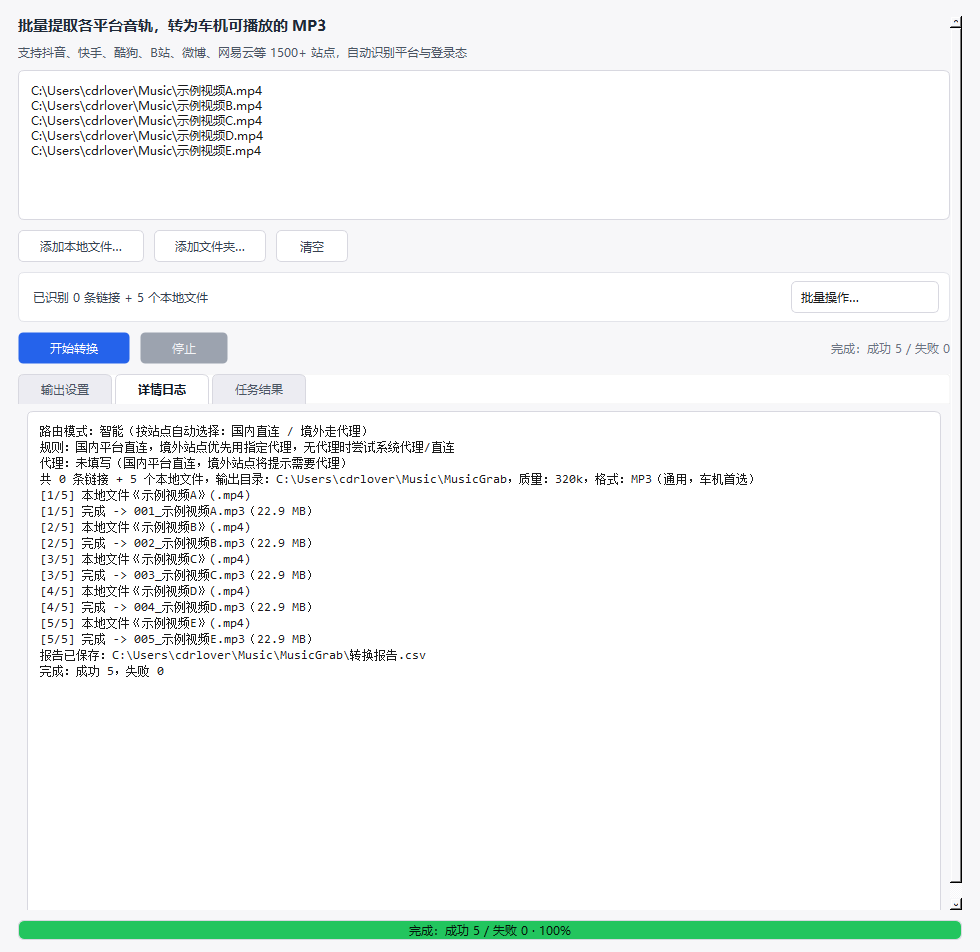 批量提取各平台音轨，转为车机可播放的 MP3
支持抖音、快手、酷狗、B站、微博、网易云等 1500+ 站点，自动识别平台与登录态
C:\Users\cdrlover\Music\示例视频A.mp4
C:\Users\cdrlover\Music\示例视频B.mp4
C:\Users\cdrlover\Music\示例视频C.mp4
C:\Users\cdrlover\Music\示例视频D.mp4
C:\Users\cdrlover\Music\示例视频E.mp4
添加本地文件... 添加文件夹... 清空
已识别 0 条链接 + 5 个本地文件 批量操作...
开始转换 停止 完成：成功 5 / 失败 0
输出设置 详情日志 任务结果
路由模式：智能（按站点自动选择：国内直连 / 境外走代理）
规则：国内平台直连，境外站点优先用指定代理，无代理时尝试系统代理/直连
代理：未填写（国内平台直连，境外站点将提示需要代理）
共 0 条链接 + 5 个本地文件，输出目录：C:\Users\cdrlover\Music\MusicGrab，质量：320k，格式：MP3（通用，车机首选）
[1/5] 本地文件《示例视频A》（.mp4）
[1/5] 完成 -> 001_示例视频A.mp3（22.9 MB）
[2/5] 本地文件《示例视频B》（.mp4）
[2/5] 完成 -> 002_示例视频B.mp3（22.9 MB）
[3/5] 本地文件《示例视频C》（.mp4）
[3/5] 完成 -> 003_示例视频C.mp3（22.9 MB）
[4/5] 本地文件《示例视频D》（.mp4）
[4/5] 完成 -> 004_示例视频D.mp3（22.9 MB）
[5/5] 本地文件《示例视频E》（.mp4）
[5/5] 完成 -> 005_示例视频E.mp3（22.9 MB）
报告已保存：C:\Users\cdrlover\Music\MusicGrab\转换报告.csv
完成：成功 5，失败 0
完成：成功 5 / 失败 0 · 100%